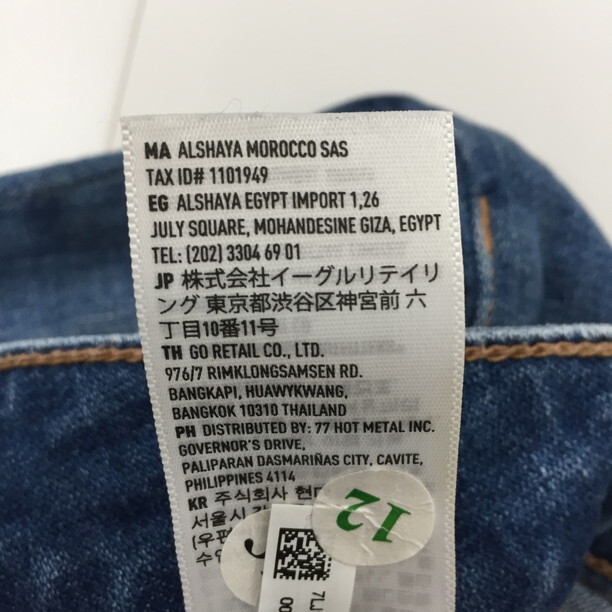 MA ALSHAYA MOROCCO SAS
TAX ID# 1101949
EG ALSHAYA EGYPT IMPORT 1,26
JULY SQUARE, MOHANDESINE GIZA, EGYPT
TEL: (202) 3304 69 01
JP 株式会社イーグルリテイリ
ング 東京都渋谷区神宮前 六
丁目10番11号
TH GO RETAIL CO., LTD.
976/7 RIMKLONGSAMSEN RD.
BANGKAPI, HUAWYKWANG,
BANGKOK 10310 THAILAND
PH DISTRIBUTED BY: 77 HOT METAL INC.
GOVERNOR'S DRIVE,
PALIPARAN DASMARIÑAS CITY, CAVITE,
PHILIPPINES 4114
KR 주식회사
서울시
12